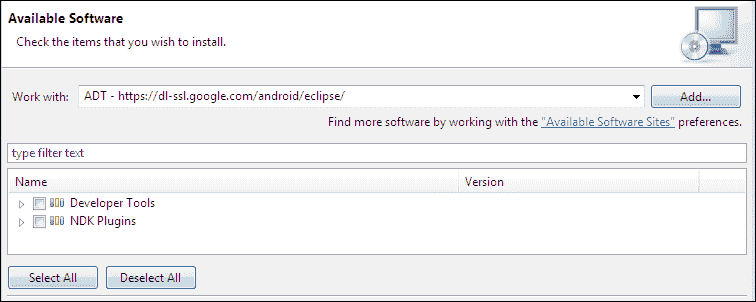 Available Software
Check the items that you wish to install.
Work with: ADT - https://dl-ssl.google.com/android/eclipse/ Add...
Find more software by working with the "Available Software Sites" preferences.
type filter text
Name Version
Developer Tools
NDK Plugins
Select All Deselect All